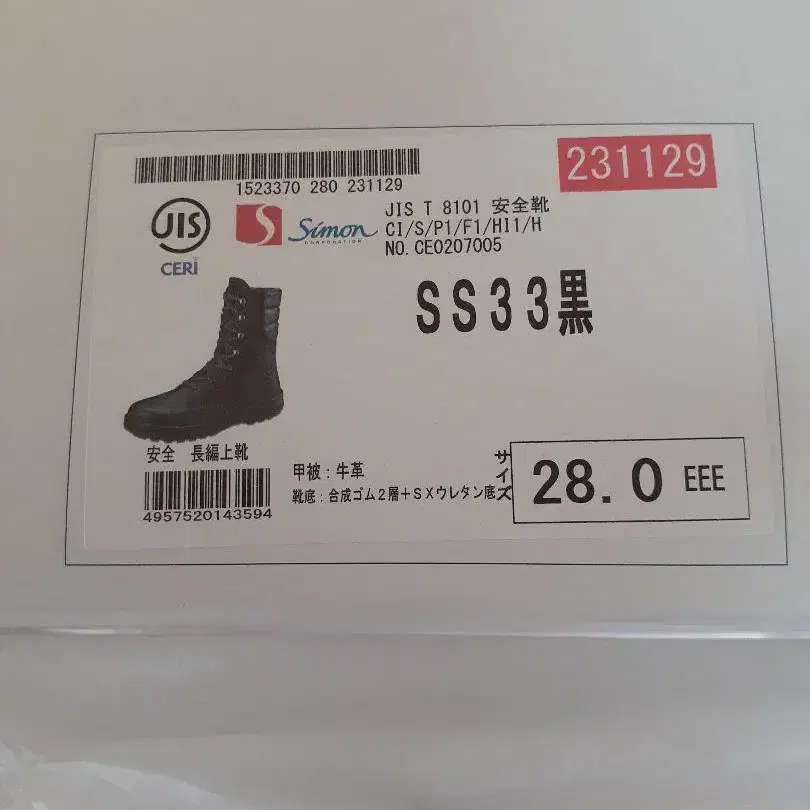 231129
1523370 280 231129
JIS
CERI
S
Simon
CORPORATION
JIS T 8101 安全靴
CI/S/P1/F1/HI1/H
NO.CE0207005
SS33黒
安全 長編上靴
4957520143594
甲被：牛革
靴底：合成ゴム2層＋SXウレタン底
サイズ
28.0 EEE